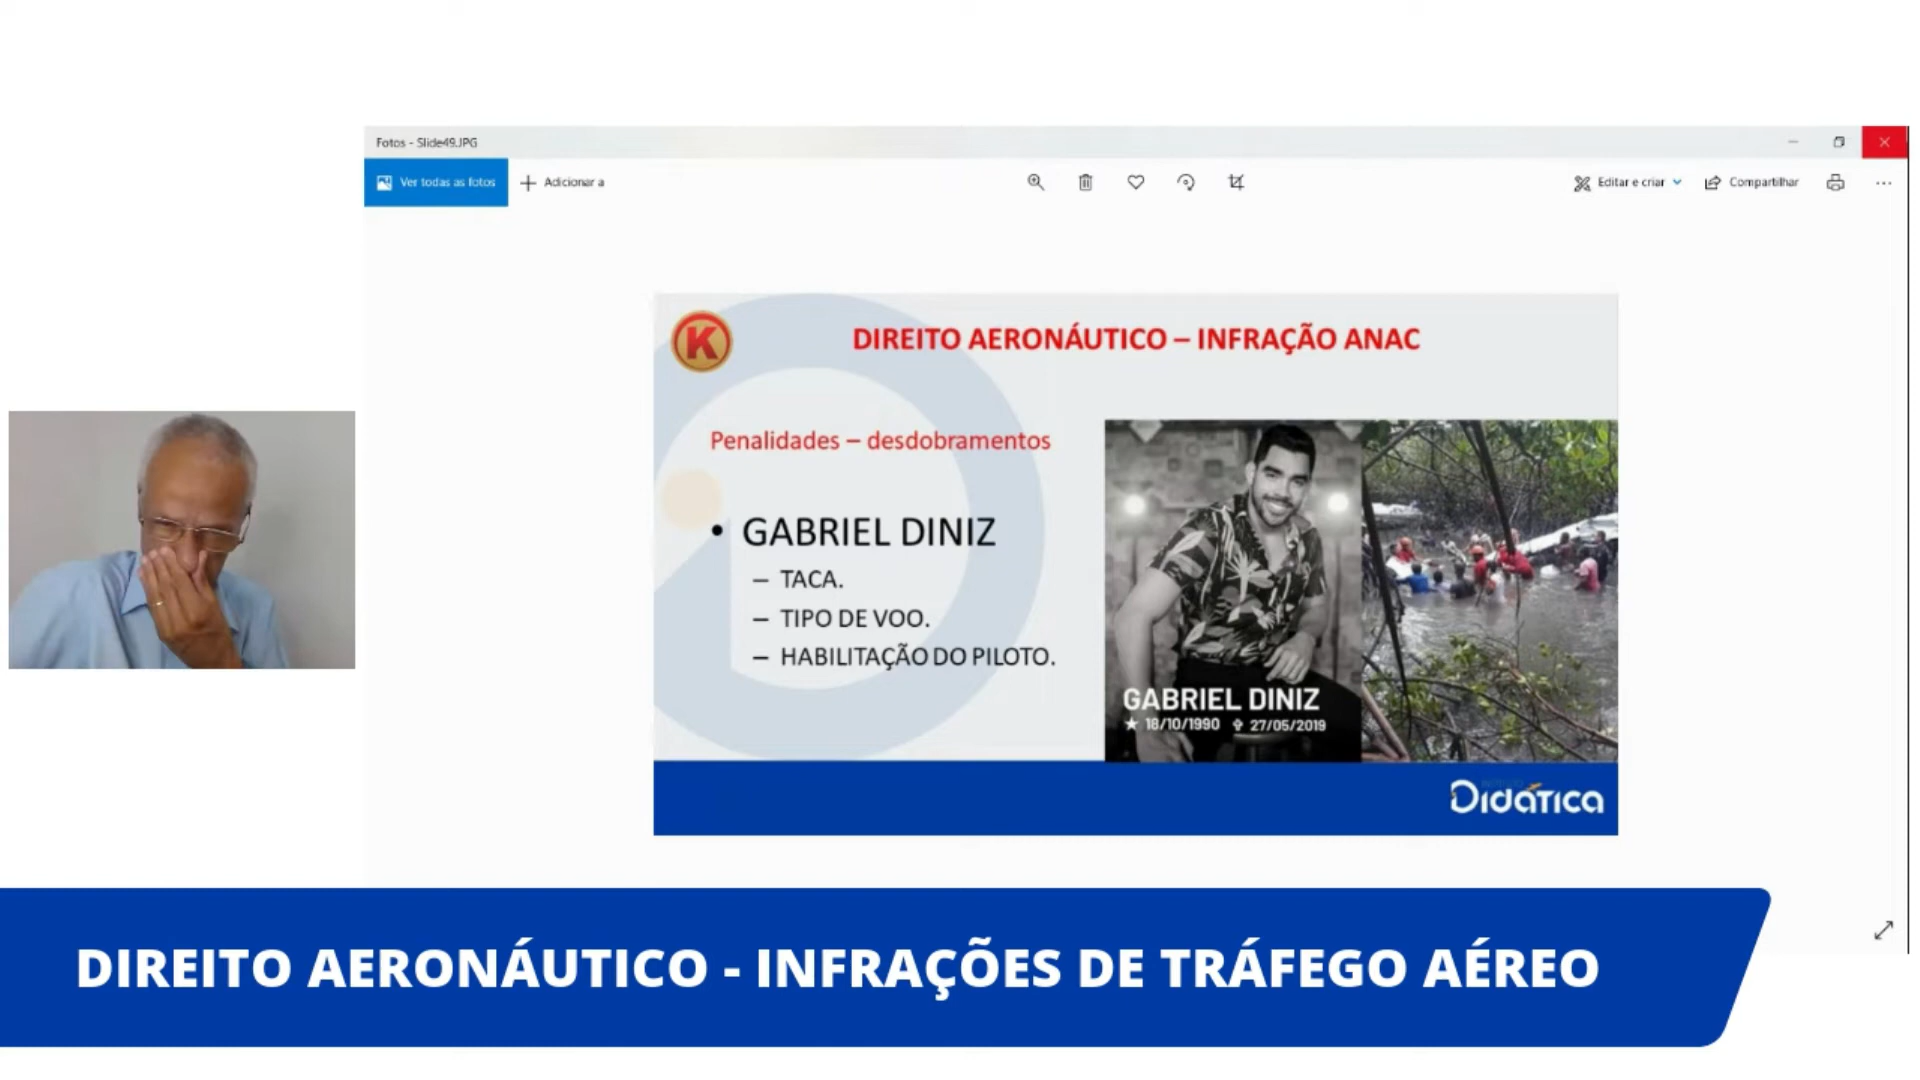 Fotos - Slide49.JPG
Ver todas as fotos
Adicionar a
Editar e criar
Compartilhar
K
DIREITO AERONÁUTICO – INFRAÇÃO ANAC
Penalidades – desdobramentos
• GABRIEL DINIZ
– TACA.
– TIPO DE VOO.
– HABILITAÇÃO DO PILOTO.
GABRIEL DINIZ
★ 18/10/1990 ✞ 27/05/2019
Didática
DIREITO AERONÁUTICO - INFRAÇÕES DE TRÁFEGO AÉREO